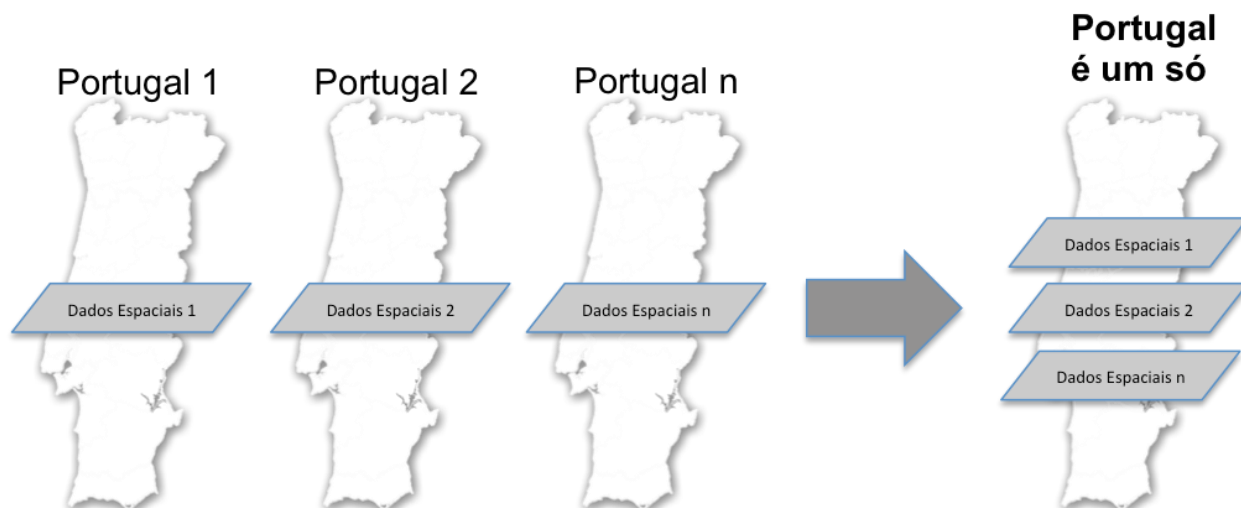 Portugal 1
Portugal 2
Portugal n
Portugal
é um só
Dados Espaciais 1
Dados Espaciais 2
Dados Espaciais n
Dados Espaciais 1
Dados Espaciais 2
Dados Espaciais n